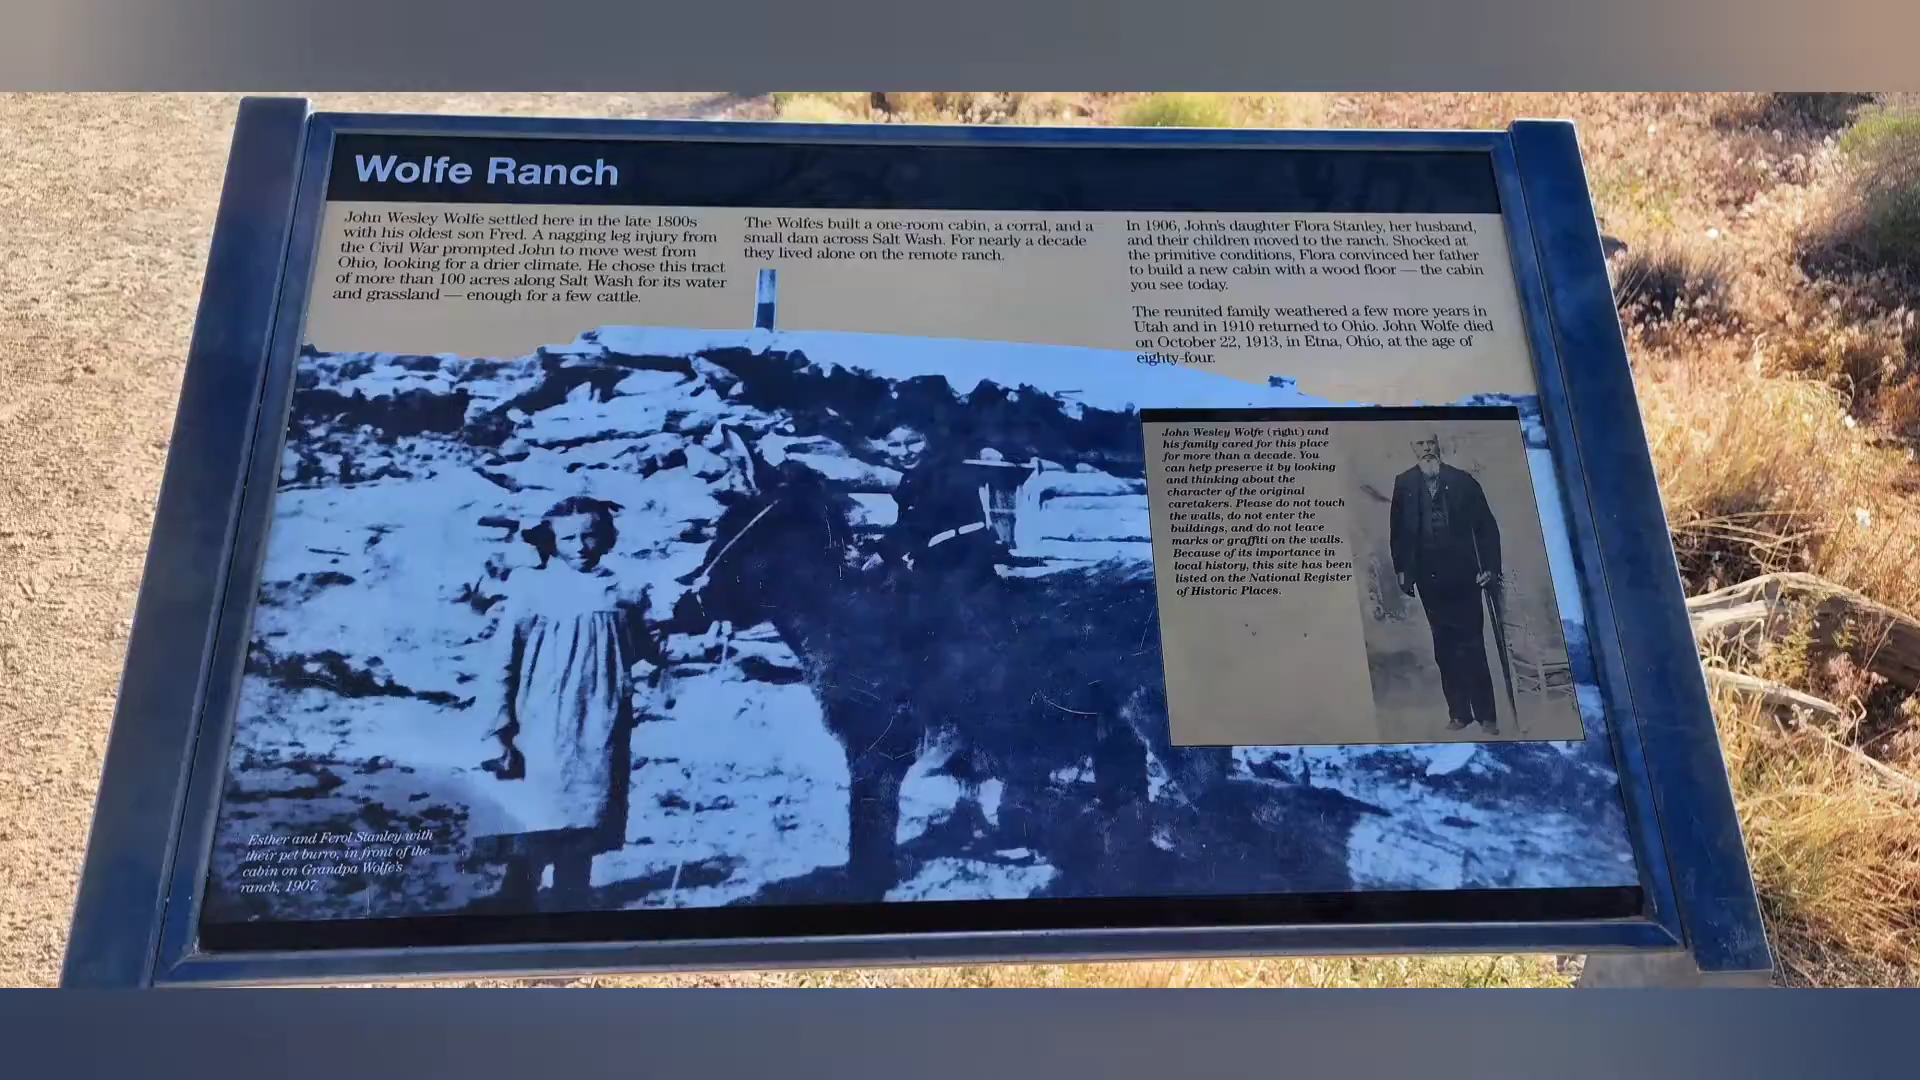 Wolfe Ranch
John Wesley Wolfe settled here in the late 1800s
with his oldest son Fred. A nagging leg injury from
the Civil War prompted John to move west from
Ohio, looking for a drier climate. He chose this tract
of more than 100 acres along Salt Wash for its water
and grassland — enough for a few cattle.
The Wolfes built a one-room cabin, a corral, and a
small dam across Salt Wash. For nearly a decade
they lived alone on the remote ranch.
In 1906, John's daughter Flora Stanley, her husband,
and their children moved to the ranch. Shocked at
the primitive conditions, Flora convinced her father
to build a new cabin with a wood floor — the cabin
you see today.
The reunited family weathered a few more years in
Utah and in 1910 returned to Ohio. John Wolfe died
on October 22, 1913, in Etna, Ohio, at the age of
eighty-four.
John Wesley Wolfe (right) and
his family cared for this place
for more than a decade. You
can help preserve it by looking
and thinking about the
character of the original
caretakers. Please do not touch
the walls, do not enter the
buildings, and do not leave
marks or graffiti on the walls.
Because of its importance in
local history, this site has been
listed on the National Register
of Historic Places.
Esther and Ferol Stanley with
their pet burro, in front of the
cabin on Grandpa Wolfe's
ranch, 1907.